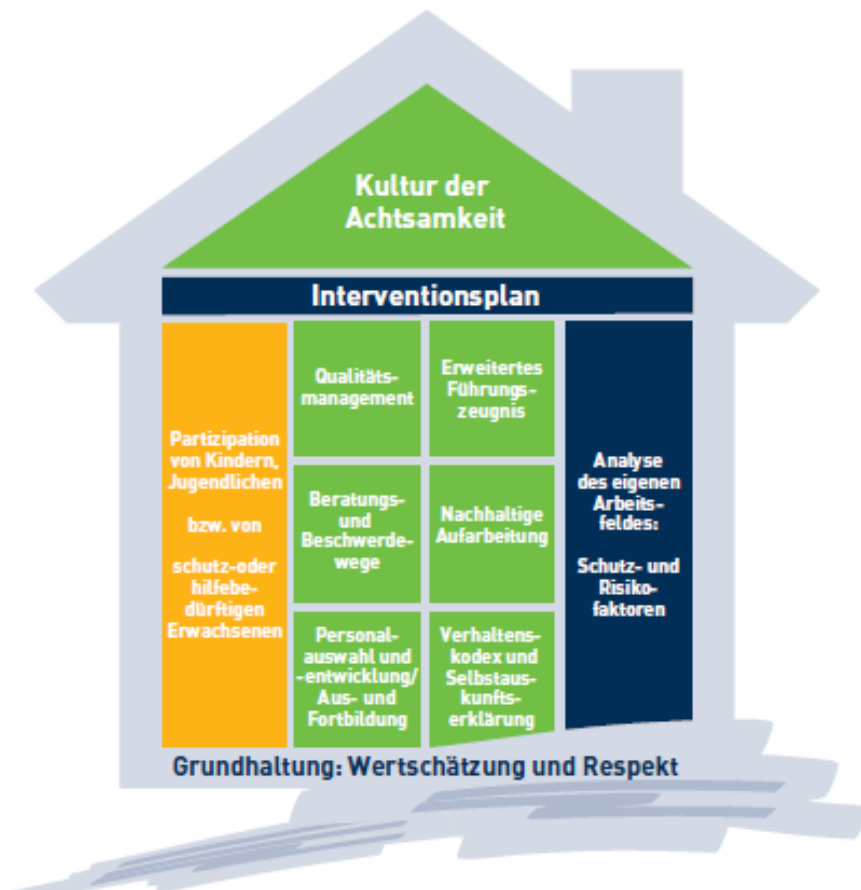 Kultur der
Achtsamkeit
Interventionsplan
Partizipation
von Kindern,
Jugendlichen
bzw. von
schutz-oder
hilfebe-
dürftigen
Erwachsenen
Qualitäts-
management
Erweitertes
Führungs-
zeugnis
Beratungs-
und
Beschwerde-
wege
Nachhaltige
Aufarbeitung
Personal-
auswahl und
-entwicklung/
Aus- und
Fortbildung
Verhaltens-
kodex und
Selbstaus-
kunfts-
erklärung
Analyse
des eigenen
Arbeits-
feldes:
Schutz- und
Risiko-
faktoren
Grundhaltung: Wertschätzung und Respekt